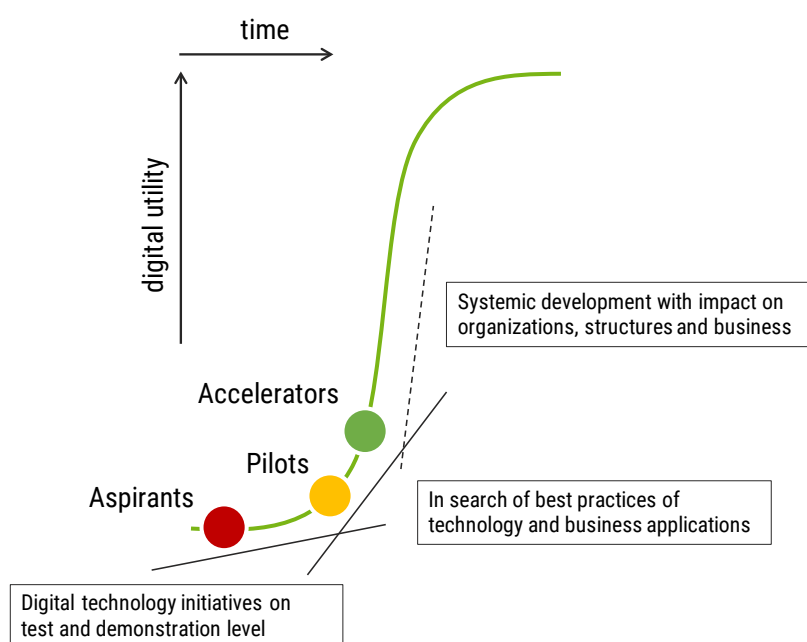 time
digital utility
Systemic development with impact on
organizations, structures and business
Accelerators
Pilots
Aspirants
In search of best practices of
technology and business applications
Digital technology initiatives on
test and demonstration level